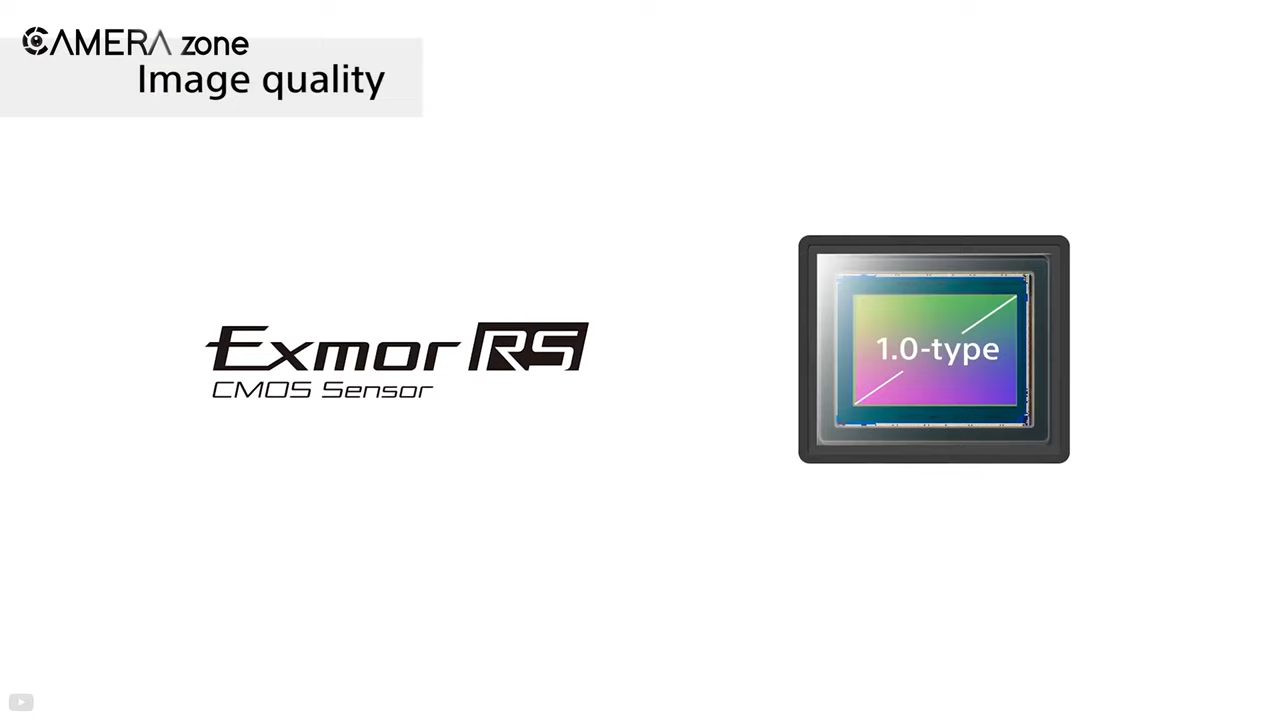 CAMERA zone
Image quality
Exmor RS
CMOS Sensor
1.0-type